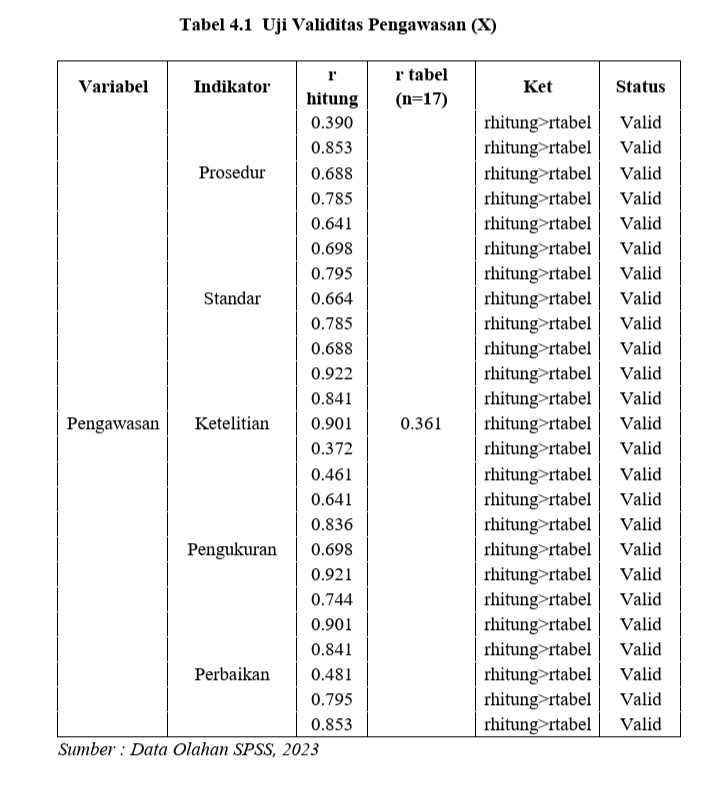 Tabel 4.1 Uji Validitas Pengawasan (X)
Variabel Indikator r hitung r tabel (n=17) Ket Status
0.390 rhitung>rtabel Valid
0.853 rhitung>rtabel Valid
Prosedur 0.688 rhitung>rtabel Valid
0.785 rhitung>rtabel Valid
0.641 rhitung>rtabel Valid
0.698 rhitung>rtabel Valid
0.795 rhitung>rtabel Valid
Standar 0.664 rhitung>rtabel Valid
0.785 rhitung>rtabel Valid
0.688 rhitung>rtabel Valid
0.922 rhitung>rtabel Valid
0.841 rhitung>rtabel Valid
Pengawasan Ketelitian 0.901 0.361 rhitung>rtabel Valid
0.372 rhitung>rtabel Valid
0.461 rhitung>rtabel Valid
0.641 rhitung>rtabel Valid
0.836 rhitung>rtabel Valid
Pengukuran 0.698 rhitung>rtabel Valid
0.921 rhitung>rtabel Valid
0.744 rhitung>rtabel Valid
0.901 rhitung>rtabel Valid
0.841 rhitung>rtabel Valid
Perbaikan 0.481 rhitung>rtabel Valid
0.795 rhitung>rtabel Valid
0.853 rhitung>rtabel Valid
Sumber : Data Olahan SPSS, 2023